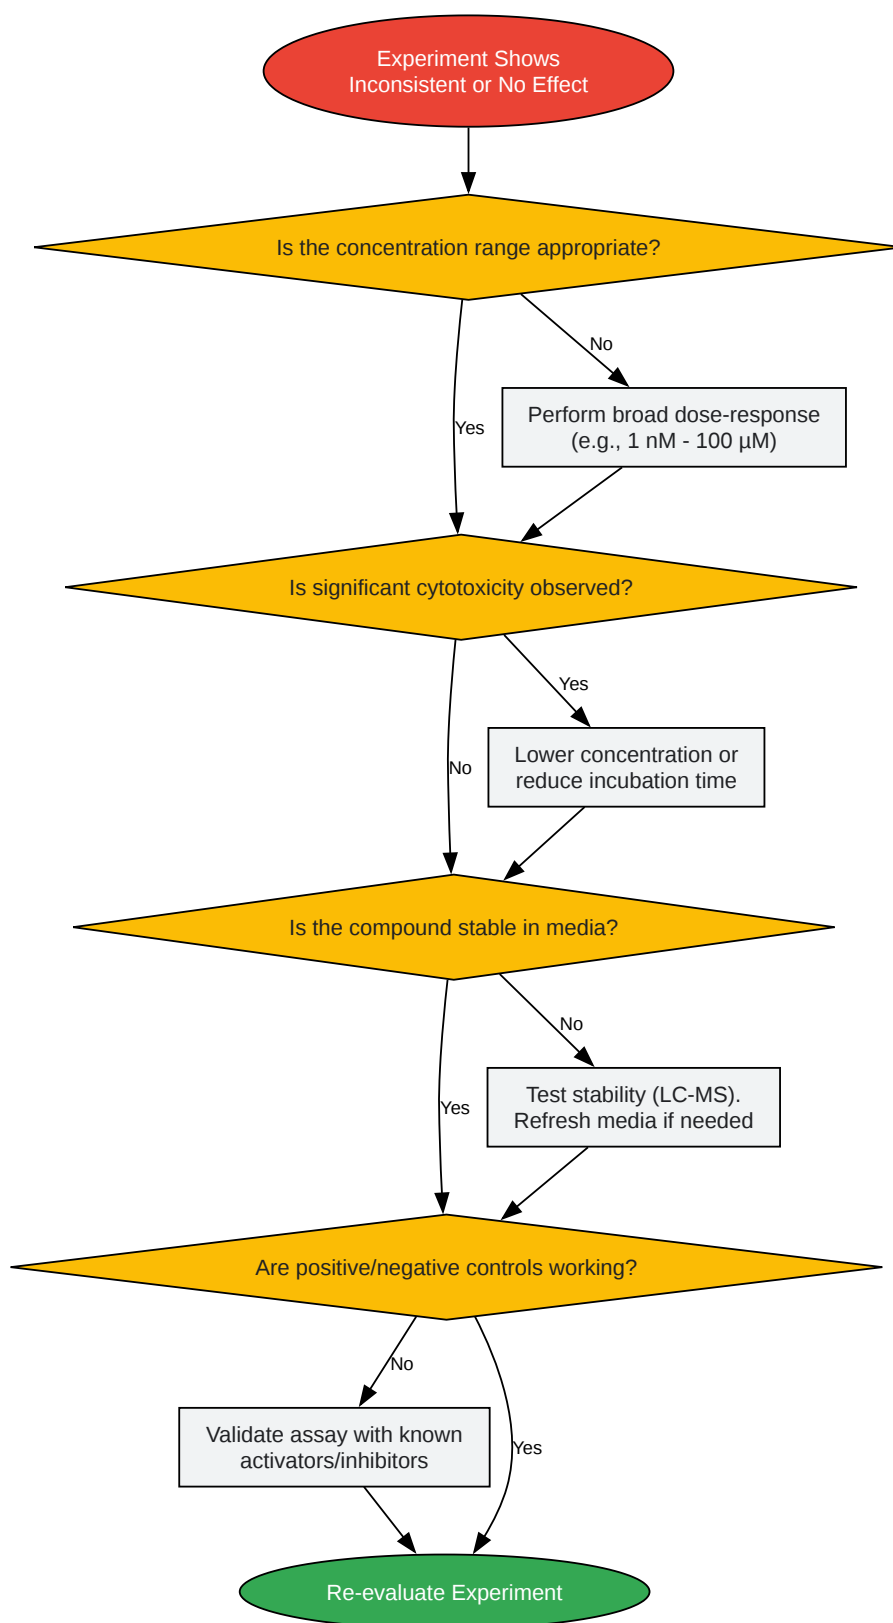 Experiment Shows
Inconsistent or No Effect
Is the concentration range appropriate?
No
Yes
Perform broad dose-response
(e.g., 1 nM - 100 µM)
Is significant cytotoxicity observed?
Yes
No
Lower concentration or
reduce incubation time
Is the compound stable in media?
No
Yes
Test stability (LC-MS).
Refresh media if needed
Are positive/negative controls working?
No
Yes
Validate assay with known
activators/inhibitors
Re-evaluate Experiment